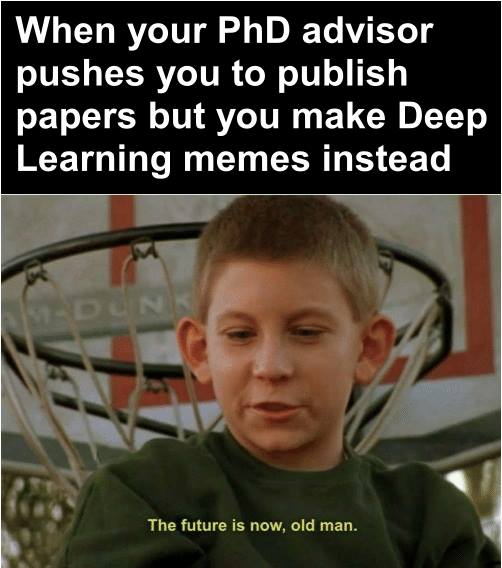 When your PhD advisor
pushes you to publish
papers but you make Deep
Learning memes instead
M-DUNK
The future is now, old man.